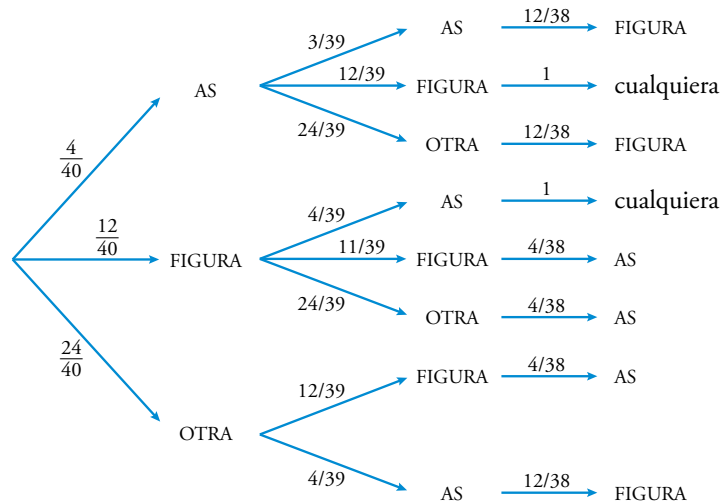 3/39 AS 12/38 FIGURA
AS 12/39 FIGURA 1 cualquiera
24/39 OTRA 12/38 FIGURA
4/40
4/39 AS 1 cualquiera
12/40 FIGURA 11/39 FIGURA 4/38 AS
24/39 OTRA 4/38 AS
24/40
12/39 FIGURA 4/38 AS
OTRA
4/39 AS 12/38 FIGURA